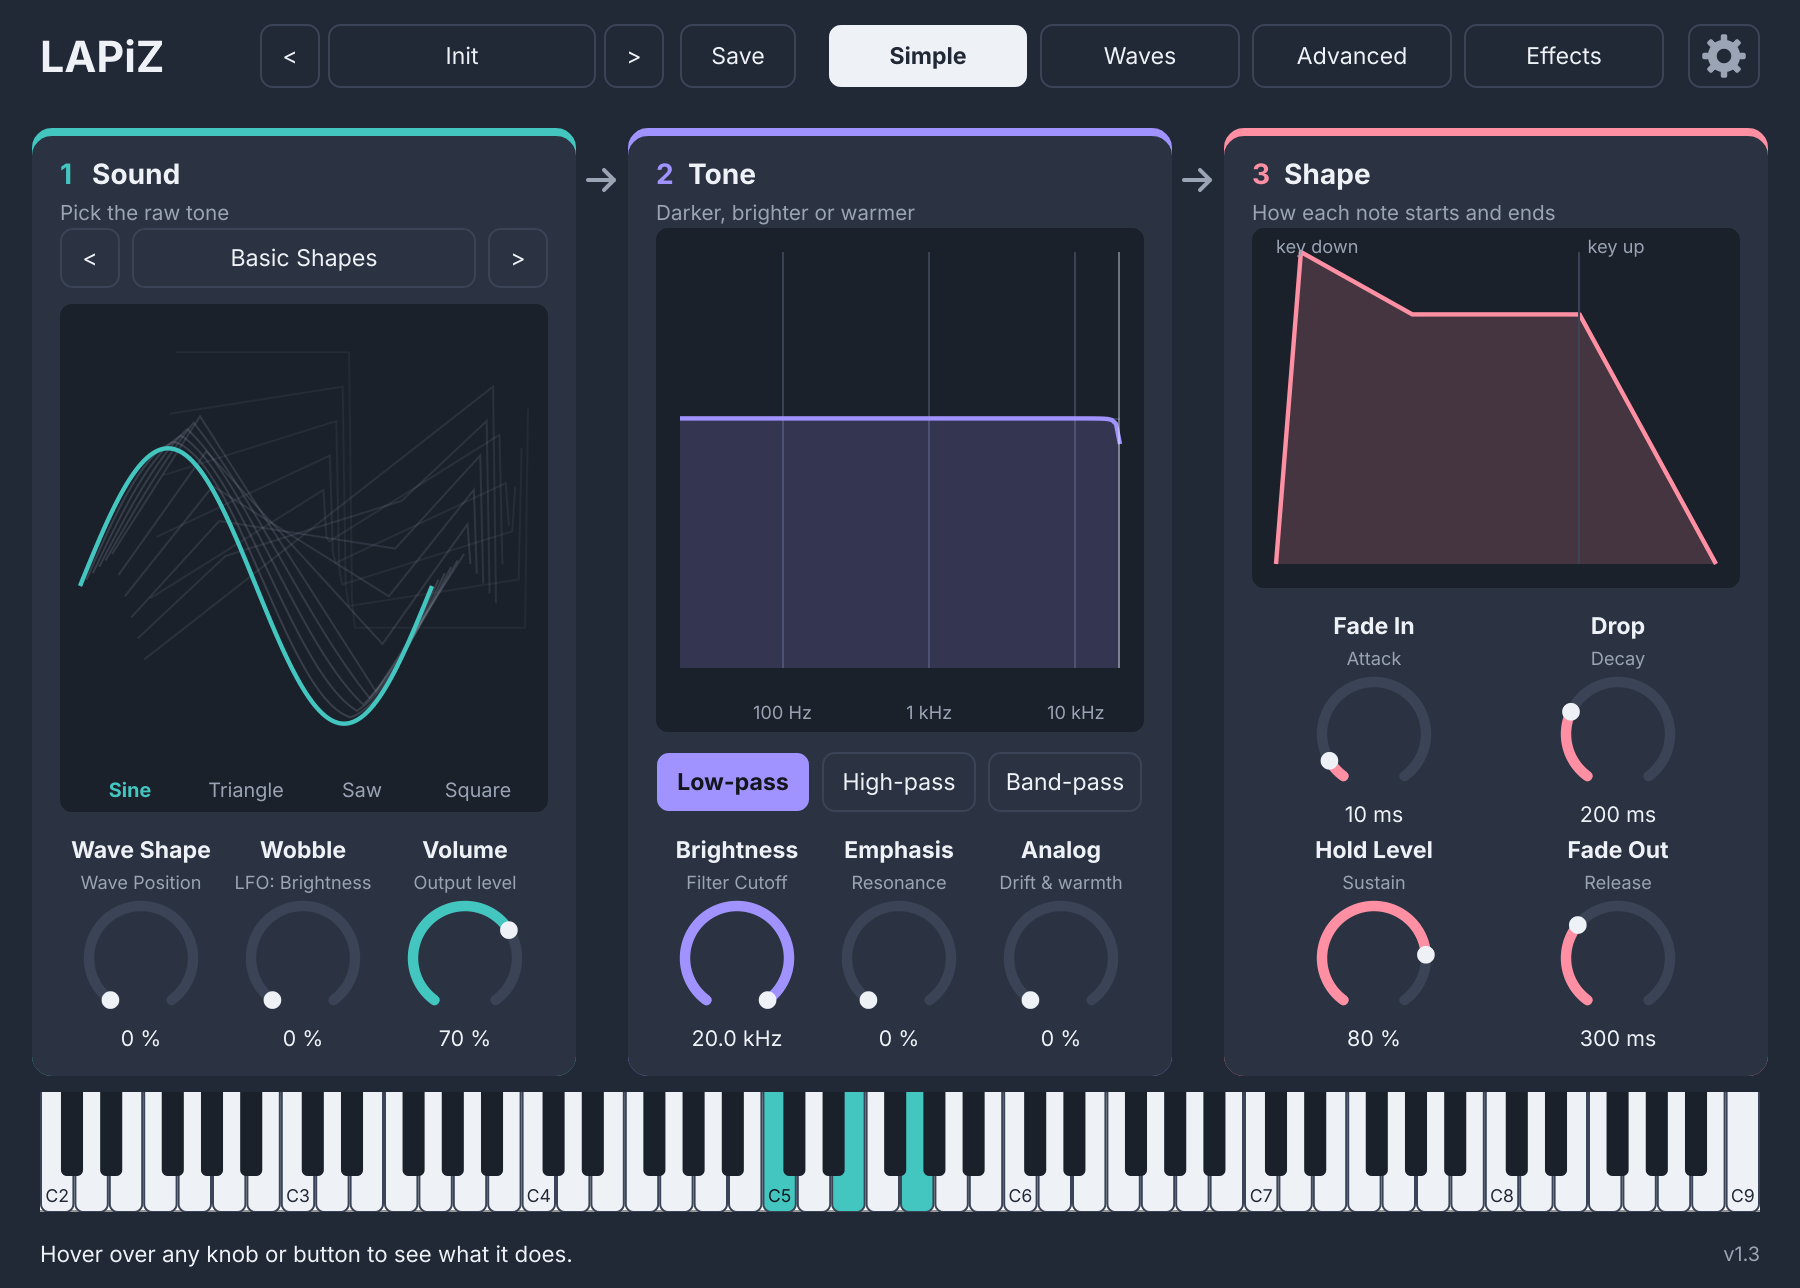 LAPiZ
< Init > Save Simple Waves Advanced Effects
1 Sound
Pick the raw tone
< Basic Shapes >
Sine Triangle Saw Square
Wave Shape Wobble Volume
Wave Position LFO: Brightness Output level
0 % 0 % 70 %
2 Tone
Darker, brighter or warmer
100 Hz 1 kHz 10 kHz
Low-pass High-pass Band-pass
Brightness Emphasis Analog
Filter Cutoff Resonance Drift & warmth
20.0 kHz 0 % 0 %
3 Shape
How each note starts and ends
key down key up
Fade In Drop
Attack Decay
10 ms 200 ms
Hold Level Fade Out
Sustain Release
80 % 300 ms
C2 C3 C4 C5 C6 C7 C8 C9
Hover over any knob or button to see what it does.
v1.3